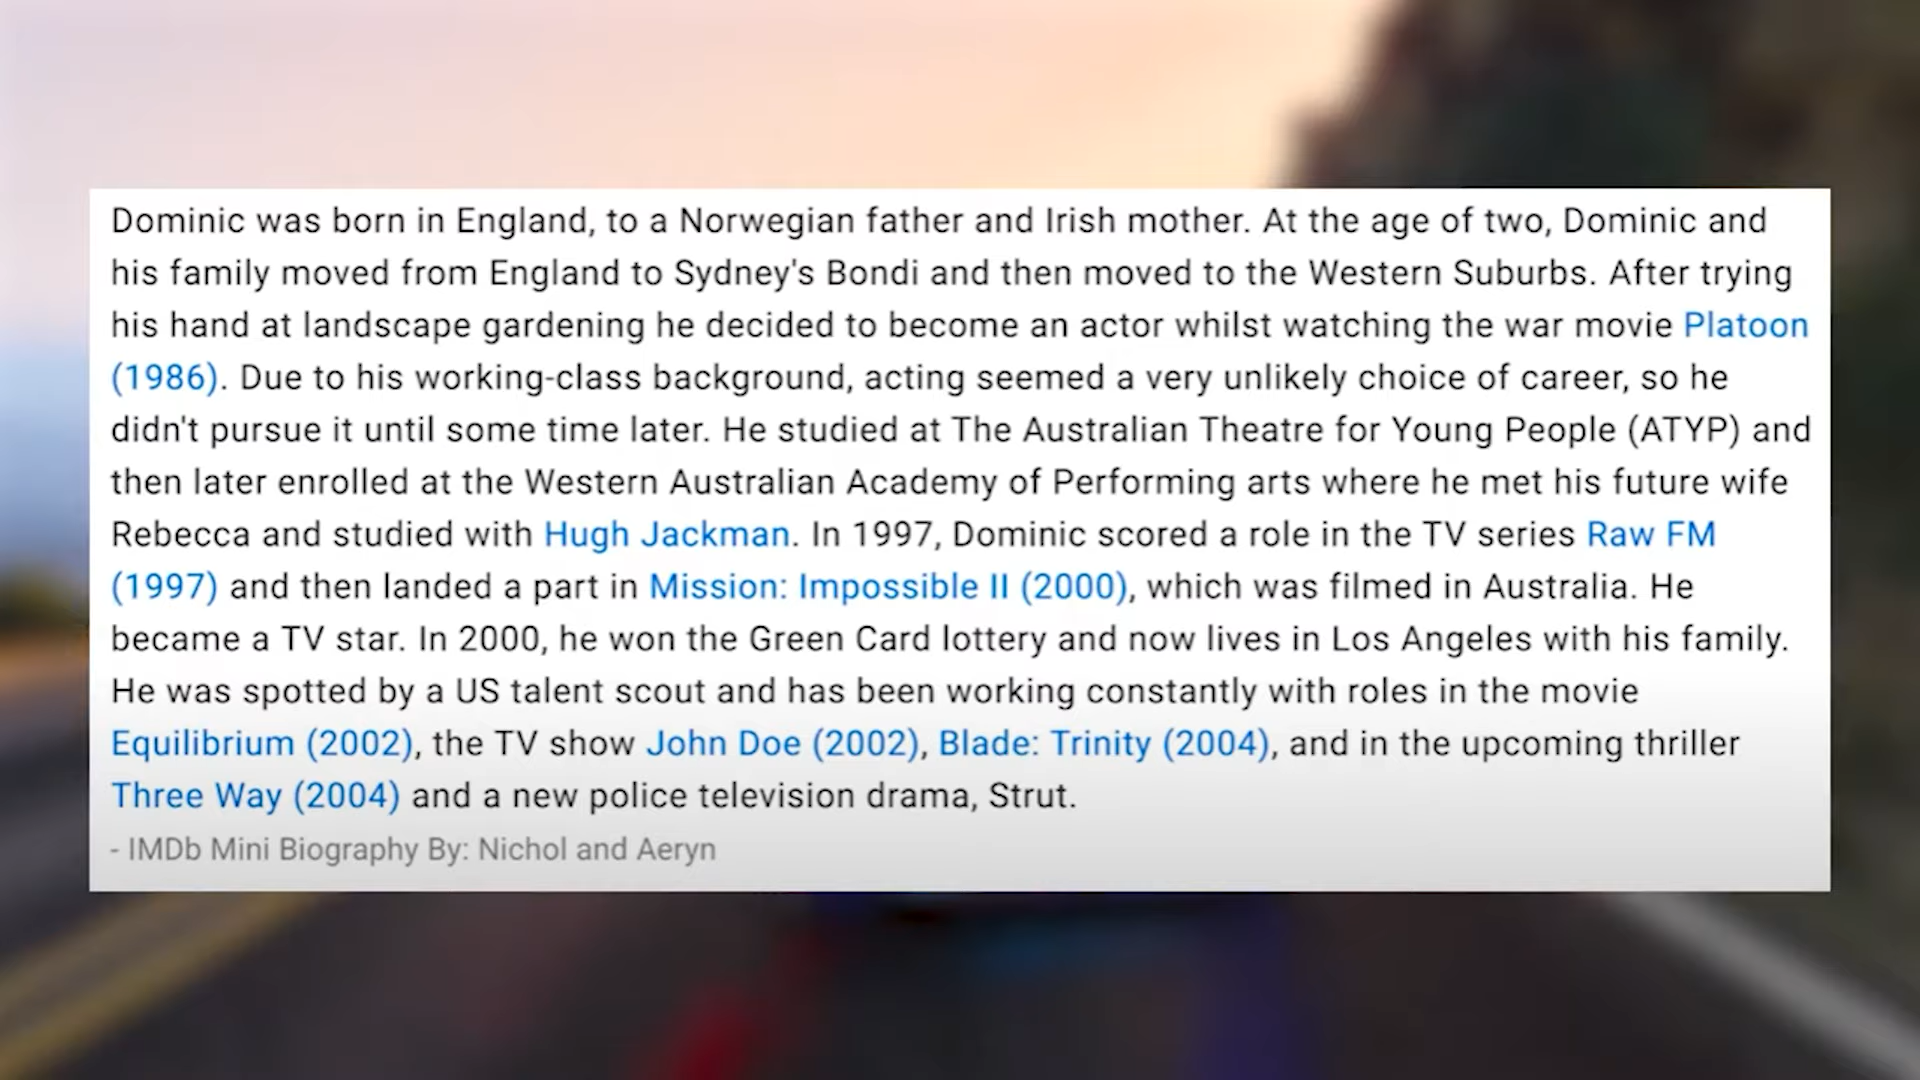 Dominic was born in England, to a Norwegian father and Irish mother. At the age of two, Dominic and
his family moved from England to Sydney's Bondi and then moved to the Western Suburbs. After trying
his hand at landscape gardening he decided to become an actor whilst watching the war movie Platoon
(1986). Due to his working-class background, acting seemed a very unlikely choice of career, so he
didn't pursue it until some time later. He studied at The Australian Theatre for Young People (ATYP) and
then later enrolled at the Western Australian Academy of Performing arts where he met his future wife
Rebecca and studied with Hugh Jackman. In 1997, Dominic scored a role in the TV series Raw FM
(1997) and then landed a part in Mission: Impossible II (2000), which was filmed in Australia. He
became a TV star. In 2000, he won the Green Card lottery and now lives in Los Angeles with his family.
He was spotted by a US talent scout and has been working constantly with roles in the movie
Equilibrium (2002), the TV show John Doe (2002), Blade: Trinity (2004), and in the upcoming thriller
Three Way (2004) and a new police television drama, Strut.
- IMDb Mini Biography By: Nichol and Aeryn